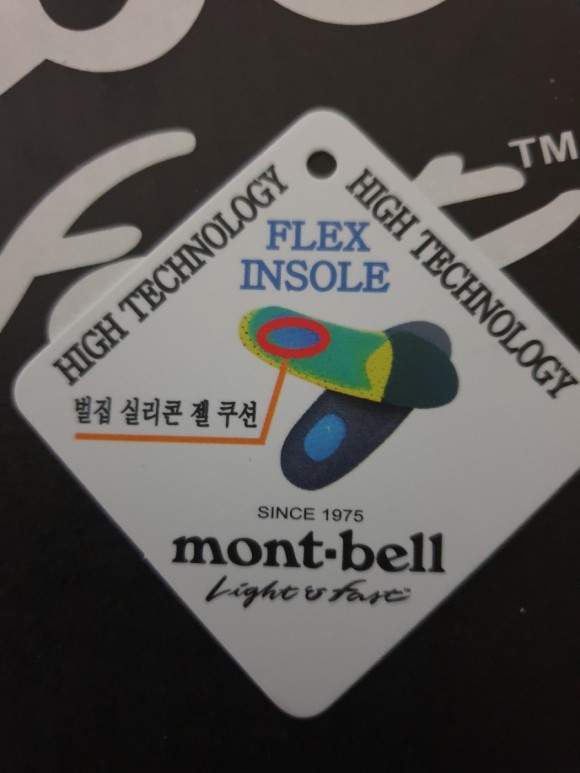 TM
HIGH TECHNOLOGY
HIGH TECHNOLOGY
FLEX
INSOLE
벌집 실리콘 젤 쿠션
SINCE 1975
mont-bell
Light & fast